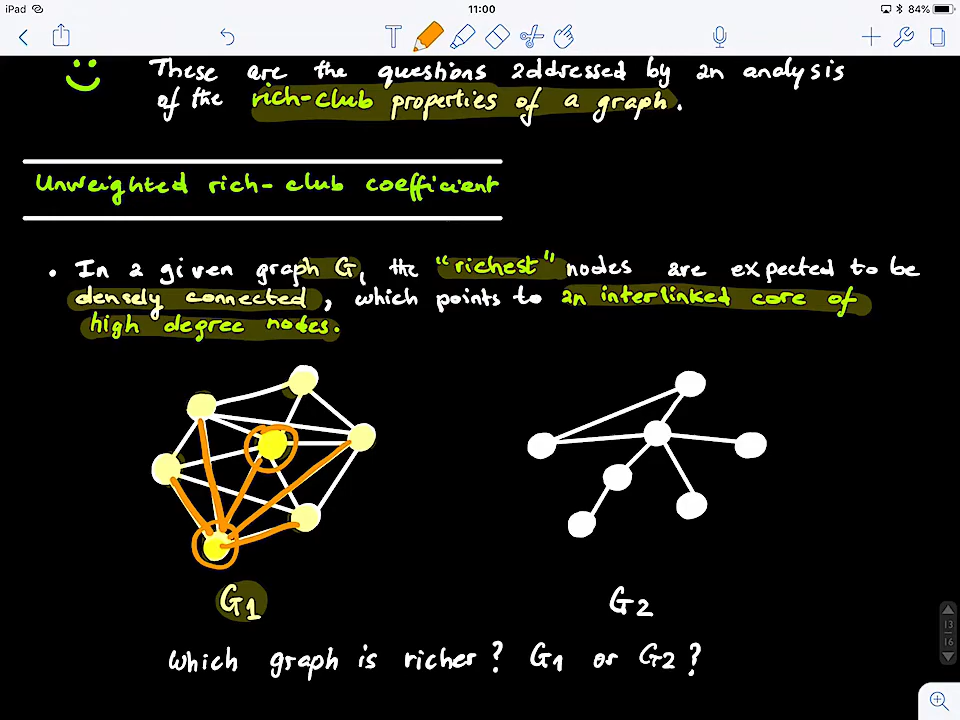 iPad
11:00
84%
T
These are the questions addressed by an analysis
of the rich-club properties of a graph.
Unweighted rich-club coefficient
• In a given graph G, the "richest" nodes are expected to be
densely connected, which points to an interlinked core of
high degree nodes.
G1
G2
Which graph is richer? G1 or G2?
13
16